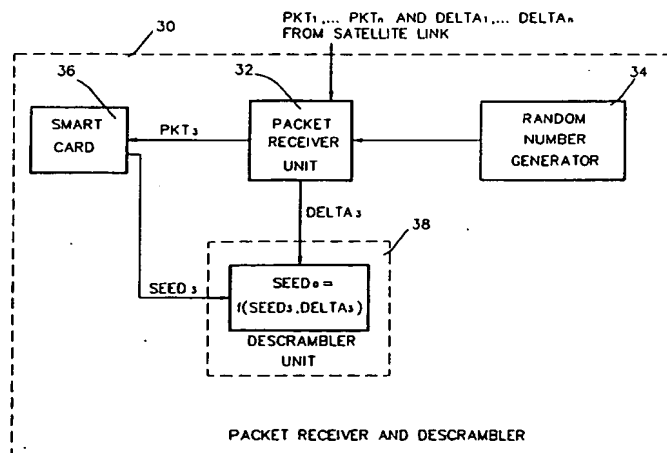 PKT₁,... PKTₙ AND DELTA₁,... DELTAₙ
FROM SATELLITE LINK
30
36
32
34
SMART
CARD
PKT₃
PACKET
RECEIVER
UNIT
RANDOM
NUMBER
GENERATOR
DELTA₃
38
SEED₃
SEED₀ =
f(SEED₃,DELTA₃)
DESCRAMBLER
UNIT
PACKET RECEIVER AND DESCRAMBLER